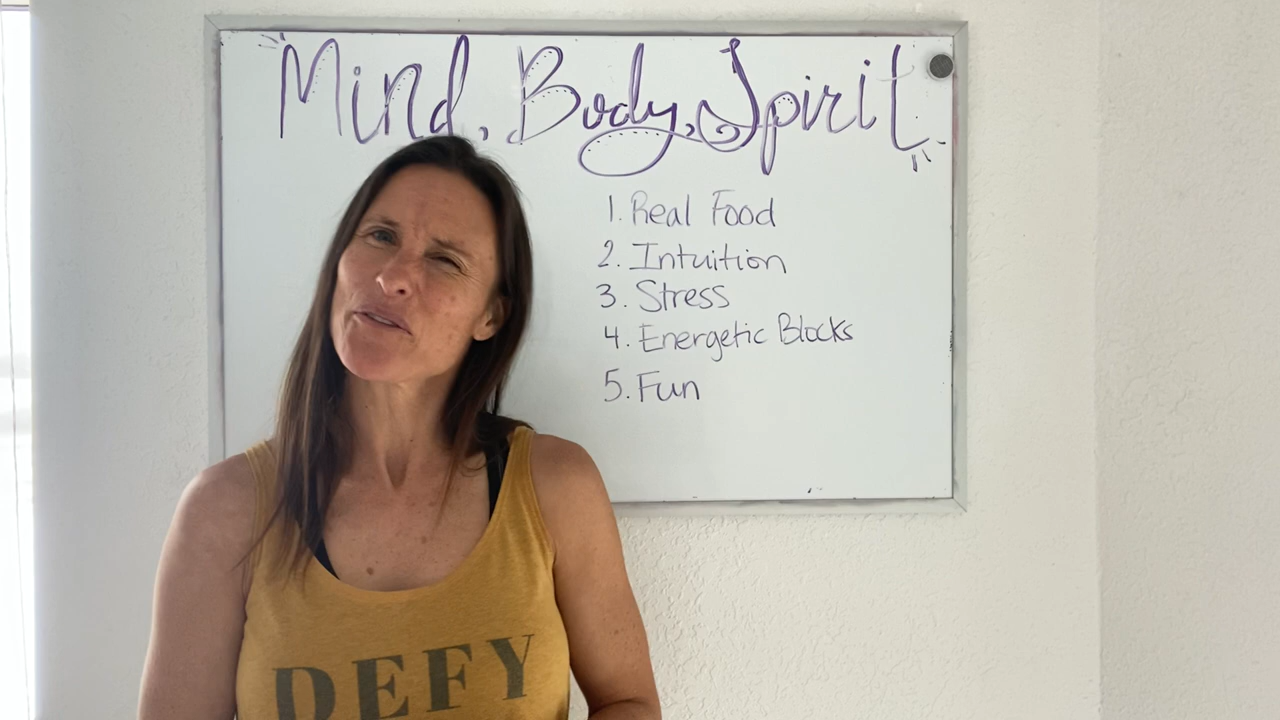 Mind, Body, Spirit
1. Real Food
2. Intuition
3. Stress
4. Energetic Blocks
5. Fun
DEFY